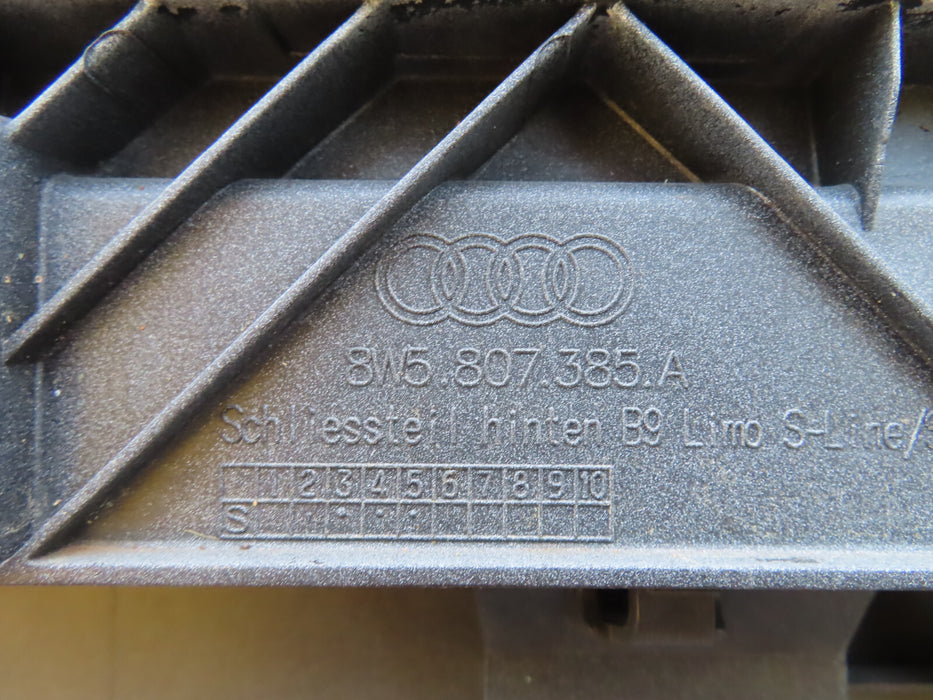 8W5.807.385.A
Schliessteil hinten B9 Limo S-Line/
1 2 3 4 5 6 7 8 9 10
S